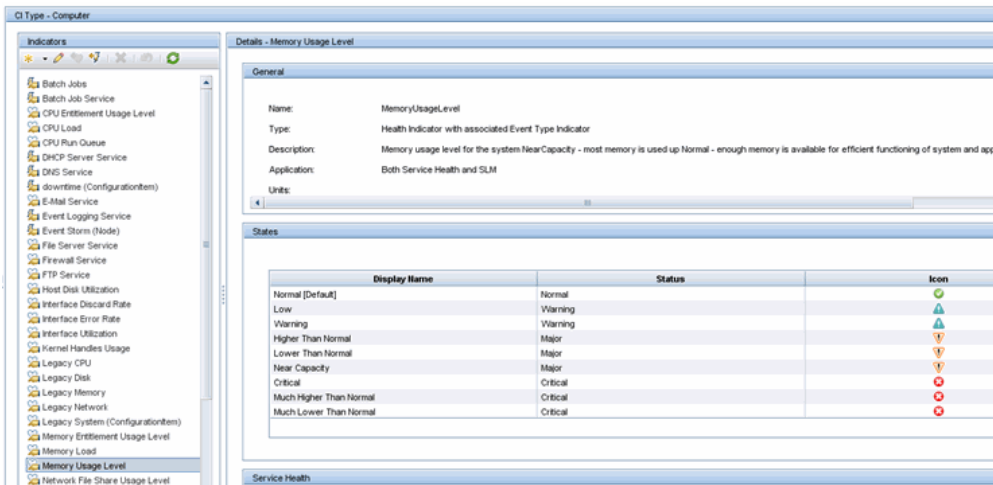 CI Type - Computer
Indicators
Batch Jobs
Batch Job Service
CPU Entitlement Usage Level
CPU Load
CPU Run Queue
DHCP Server Service
DNS Service
downtime (ConfigurationItem)
E-Mail Service
Event Logging Service
Event Storm (Node)
File Server Service
Firewall Service
FTP Service
Host Disk Utilization
Interface Discard Rate
Interface Error Rate
Interface Utilization
Kernel Handles Usage
Legacy CPU
Legacy Disk
Legacy Memory
Legacy Network
Legacy System (ConfigurationItem)
Memory Entitlement Usage Level
Memory Load
Memory Usage Level
Network File Share Usage Level
Details - Memory Usage Level
General
Name: MemoryUsageLevel
Type: Health Indicator with associated Event Type Indicator
Description: Memory usage level for the system NearCapacity - most memory is used up Normal - enough memory is available for efficient functioning of system and app
Application: Both Service Health and SLM
Units:
States
Display Name Status Icon
Normal [Default] Normal
Low Warning
Warning Warning
Higher Than Normal Major
Lower Than Normal Major
Near Capacity Major
Critical Critical
Much Higher Than Normal Critical
Much Lower Than Normal Critical
Service Health